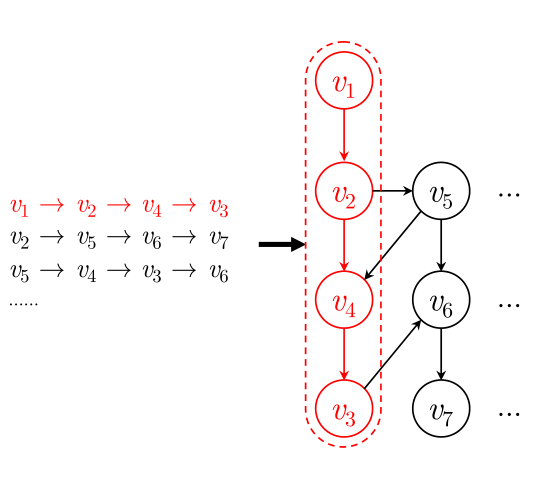 v1 → v2 → v4 → v3
v2 → v5 → v6 → v7
v5 → v4 → v3 → v6
......
v1
v2 v5 ...
v4 v6 ...
v3 v7 ...